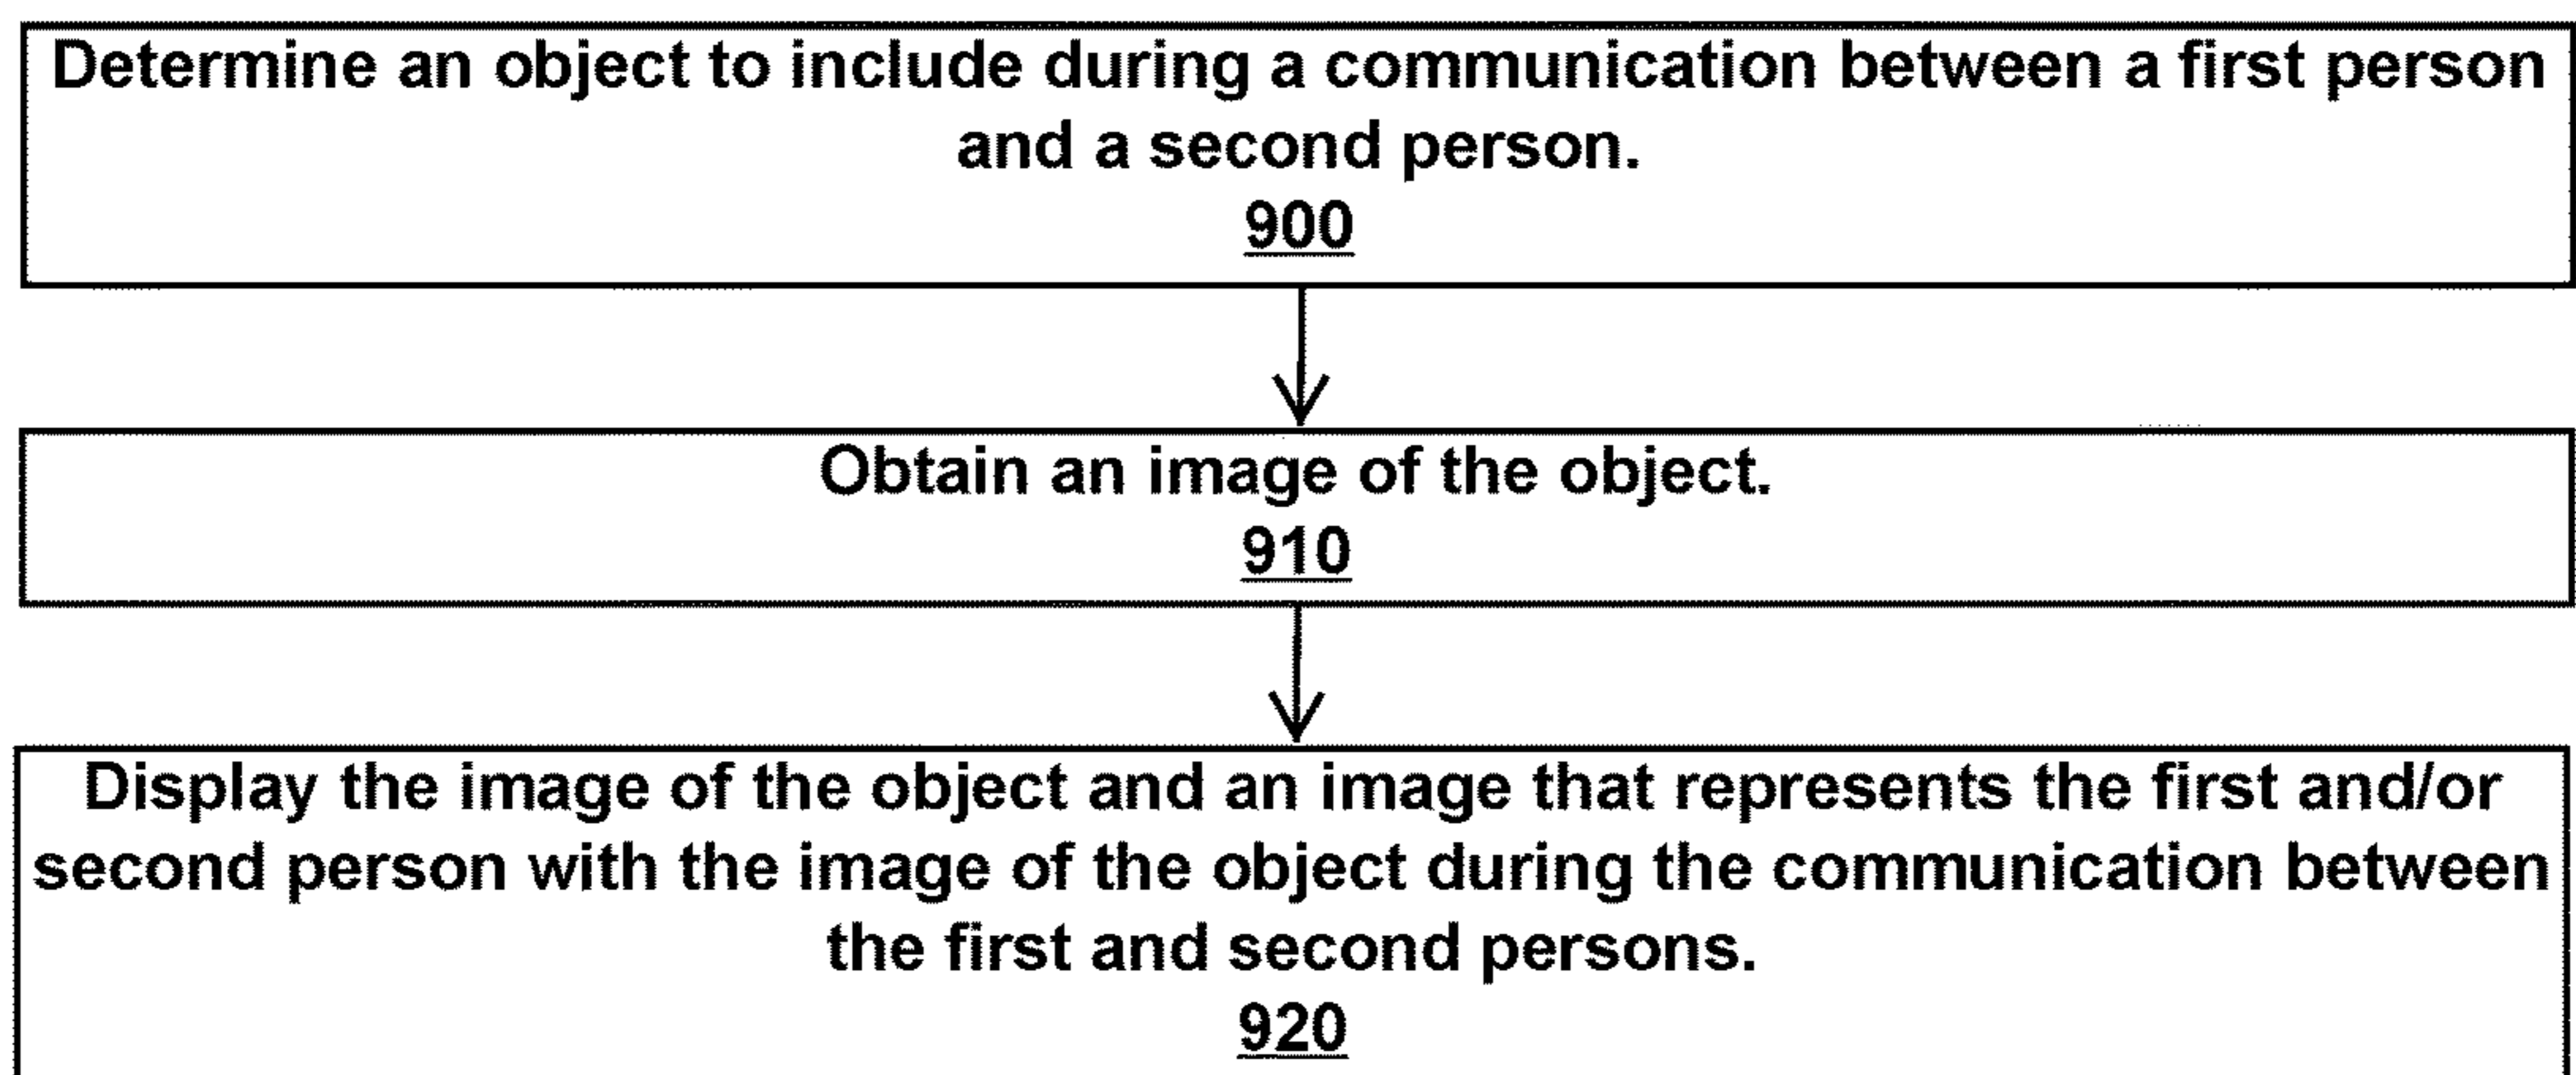 Determine an object to include during a communication between a first person
and a second person.
900
Obtain an image of the object.
910
Display the image of the object and an image that represents the first and/or
second person with the image of the object during the communication between
the first and second persons.
920